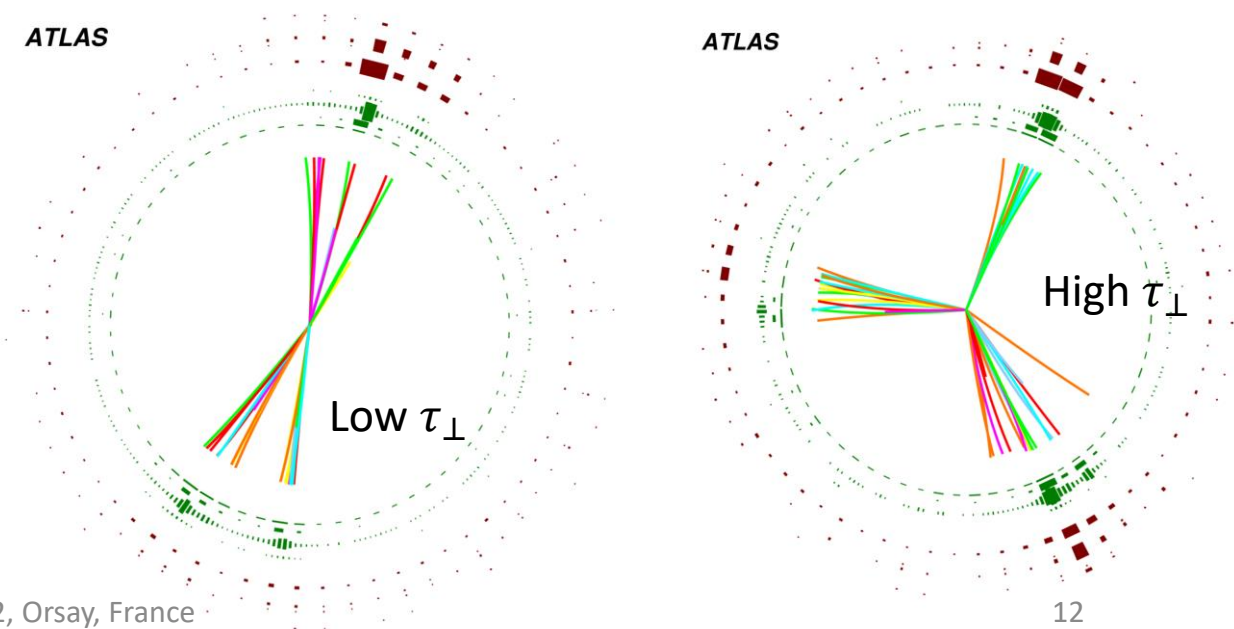 ATLAS
ATLAS
High τ⊥
Low τ⊥
2, Orsay, France
12